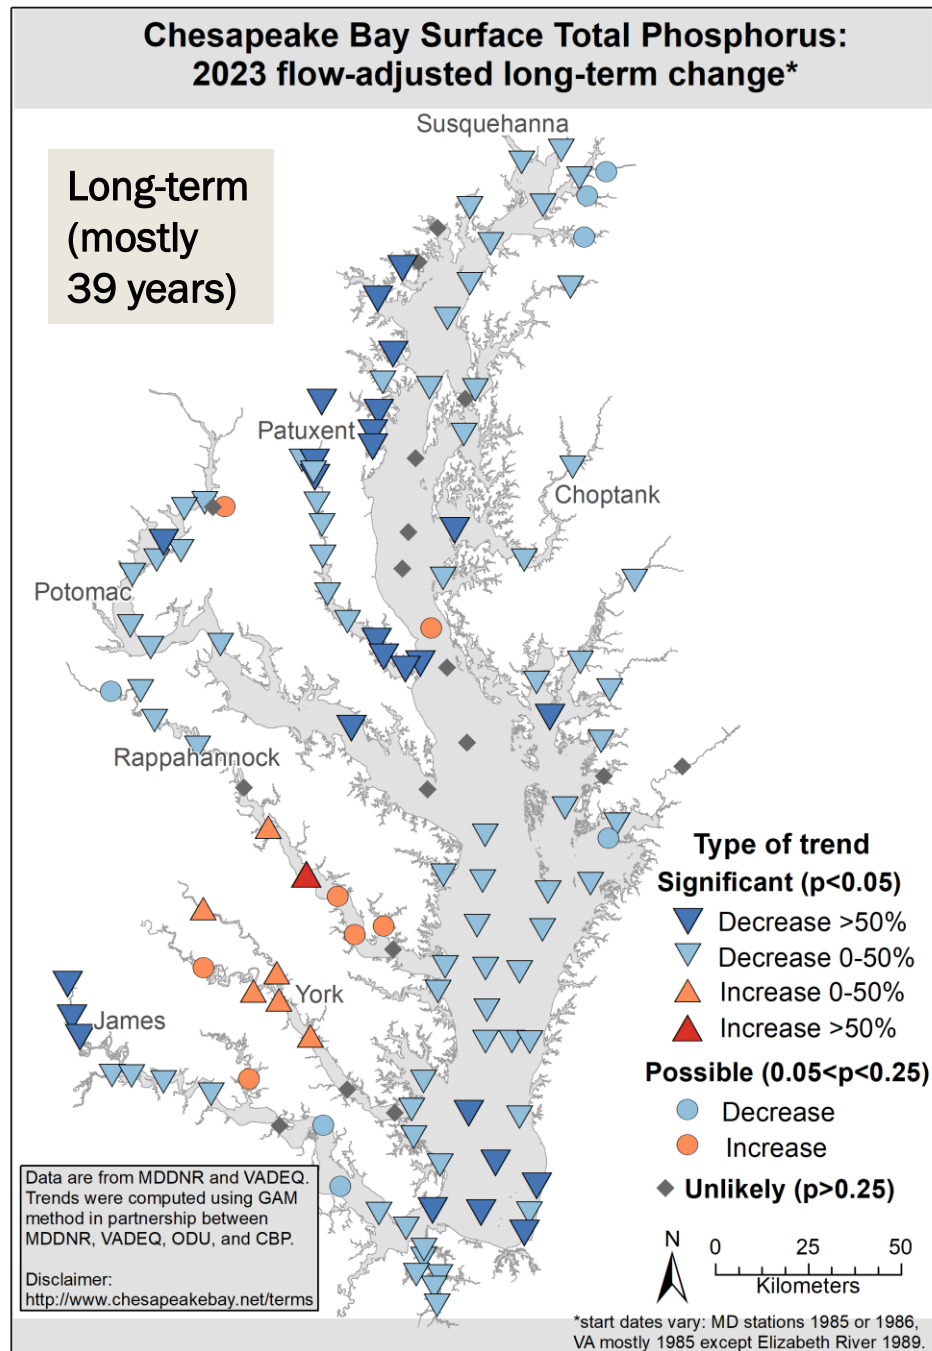 Chesapeake Bay Surface Total Phosphorus:
2023 flow-adjusted long-term change*
Susquehanna
Long-term
(mostly
39 years)
Patuxent
Choptank
Potomac
Rappahannock
York
James
Type of trend
Significant (p<0.05)
Decrease >50%
Decrease 0-50%
Increase 0-50%
Increase >50%
Possible (0.05<p<0.25)
Decrease
Increase
Unlikely (p>0.25)
Data are from MDDNR and VADEQ.
Trends were computed using GAM
method in partnership between
MDDNR, VADEQ, ODU, and CBP.
Disclaimer:
http://www.chesapeakebay.net/terms
N
0 25 50
Kilometers
*start dates vary: MD stations 1985 or 1986,
VA mostly 1985 except Elizabeth River 1989.